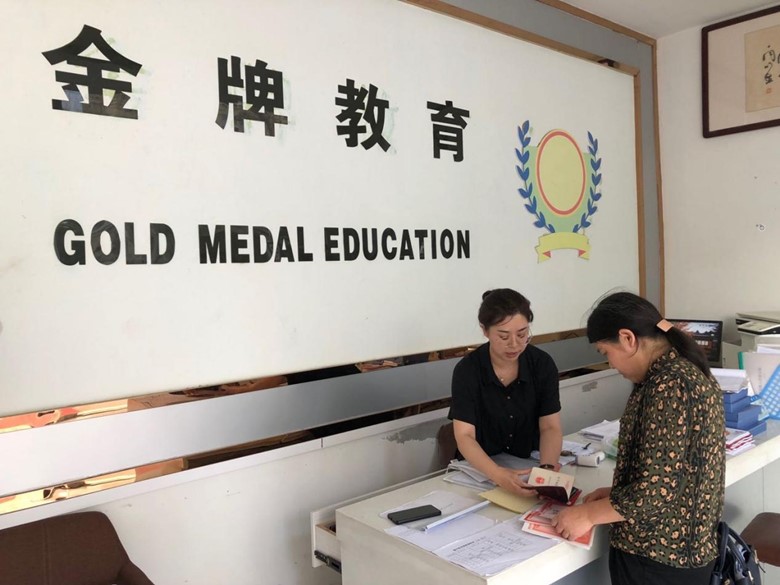 金牌教育
GOLD MEDAL EDUCATION